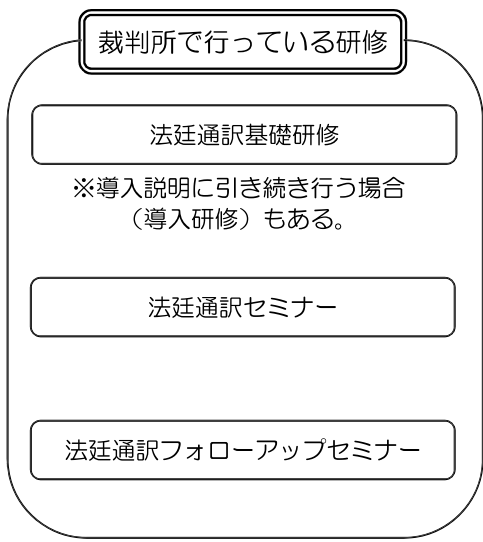 裁判所で行っている研修
法廷通訳基礎研修
※導入説明に引き続き行う場合
（導入研修）もある。
法廷通訳セミナー
法廷通訳フォローアップセミナー